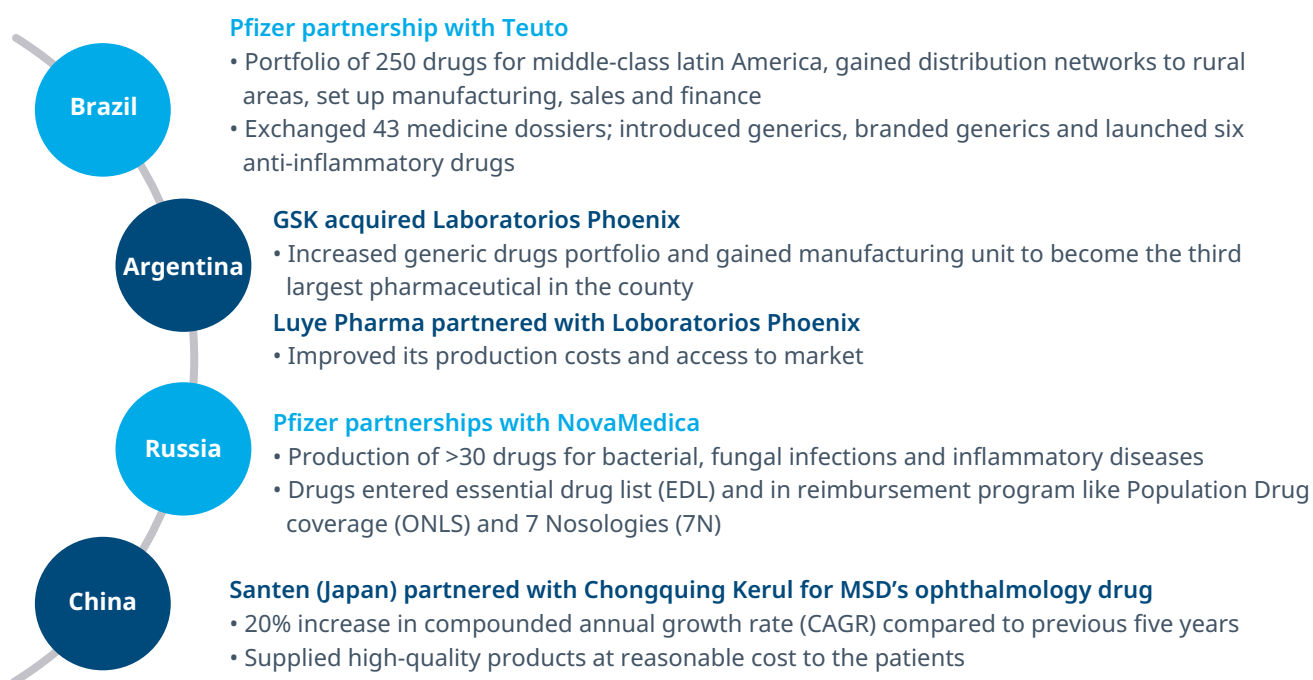 Pfizer partnership with Teuto
• Portfolio of 250 drugs for middle-class latin America, gained distribution networks to rural
areas, set up manufacturing, sales and finance
• Exchanged 43 medicine dossiers; introduced generics, branded generics and launched six
anti-inflammatory drugs
Brazil
GSK acquired Laboratorios Phoenix
• Increased generic drugs portfolio and gained manufacturing unit to become the third
largest pharmaceutical in the county
Luye Pharma partnered with Loboratorios Phoenix
• Improved its production costs and access to market
Argentina
Pfizer partnerships with NovaMedica
• Production of >30 drugs for bacterial, fungal infections and inflammatory diseases
• Drugs entered essential drug list (EDL) and in reimbursement program like Population Drug
coverage (ONLS) and 7 Nosologies (7N)
Russia
Santen (Japan) partnered with Chongquing Kerul for MSD’s ophthalmology drug
• 20% increase in compounded annual growth rate (CAGR) compared to previous five years
• Supplied high-quality products at reasonable cost to the patients
China